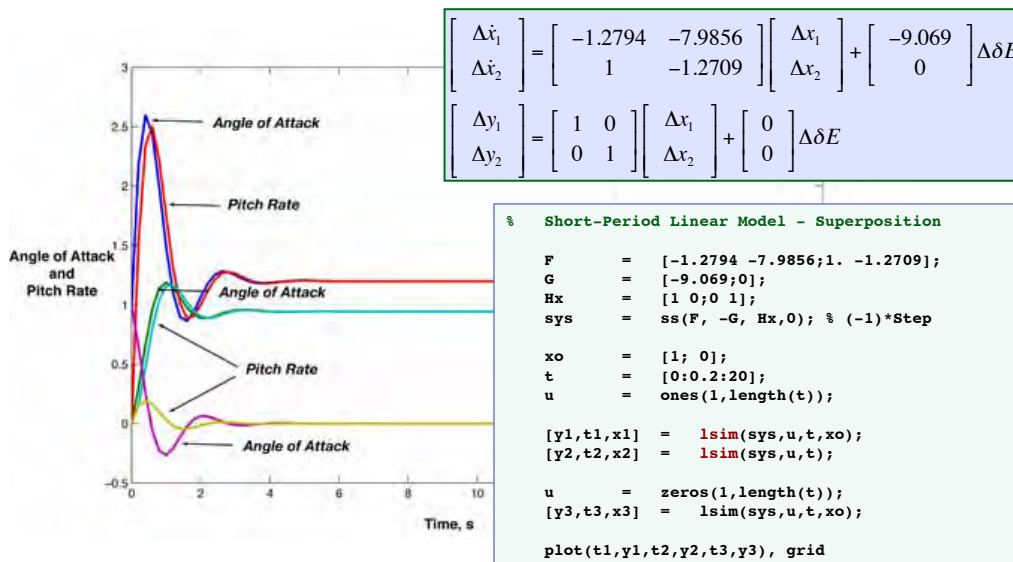 Δẋ₁ = −1.2794 −7.9856 Δx₁ + −9.069 ΔδE
Δẋ₂ 1 −1.2709 Δx₂ 0
Δy₁ = 1 0 Δx₁ + 0 ΔδE
Δy₂ 0 1 Δx₂ 0
3
2.5
2
1.5
1
0.5
0
−0.5
Angle of Attack
and
Pitch Rate
Angle of Attack
Pitch Rate
Angle of Attack
Pitch Rate
Angle of Attack
0 2 4 6 8 10
Time, s
% Short-Period Linear Model - Superposition
F = [-1.2794 -7.9856;1. -1.2709];
G = [-9.069;0];
Hx = [1 0;0 1];
sys = ss(F, -G, Hx,0); % (-1)*Step
xo = [1; 0];
t = [0:0.2:20];
u = ones(1,length(t));
[y1,t1,x1] = lsim(sys,u,t,xo);
[y2,t2,x2] = lsim(sys,u,t);
u = zeros(1,length(t));
[y3,t3,x3] = lsim(sys,u,t,xo);
plot(t1,y1,t2,y2,t3,y3), grid